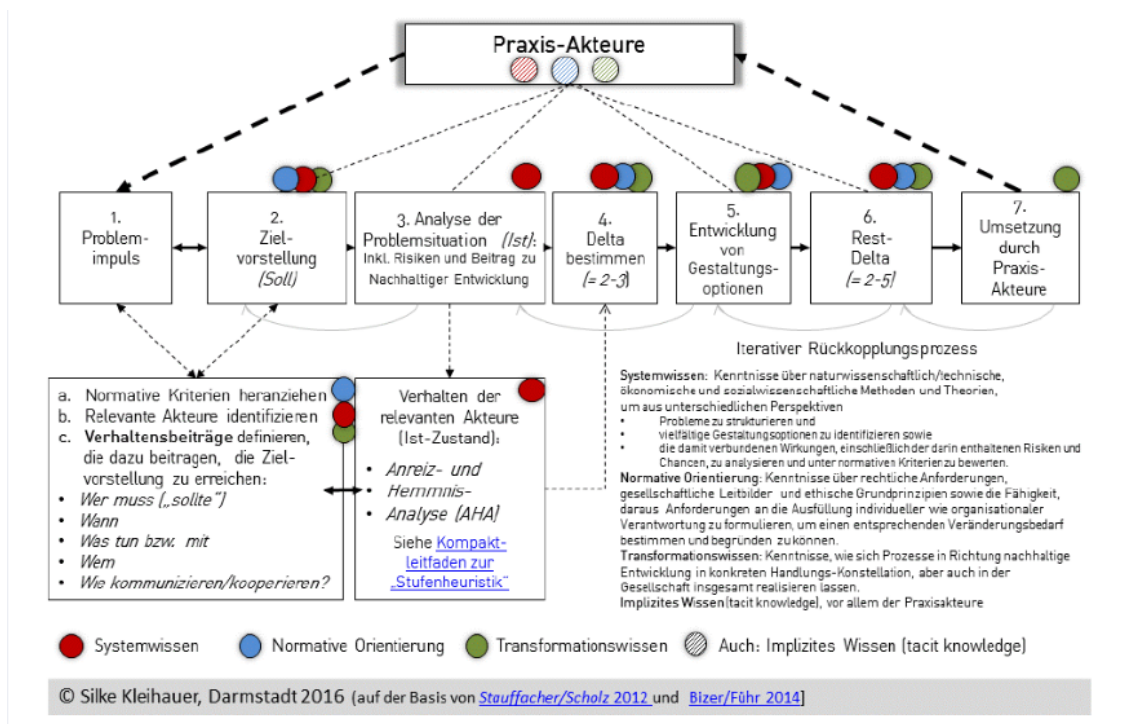 Praxis-Akteure
1.
Problem-
impuls
2.
Ziel-
vorstellung
(Soll)
3. Analyse der
Problemsituation (Ist):
Inkl. Risiken und Beitrag zu
Nachhaltiger Entwicklung
4.
Delta
bestimmen
(= 2-3)
5.
Entwicklung
von
Gestaltungs-
optionen
6.
Rest-
Delta
(= 2-5)
7.
Umsetzung
durch
Praxis-
Akteure
a. Normative Kriterien heranziehen
b. Relevante Akteure identifizieren
c. Verhaltensbeiträge definieren,
die dazu beitragen, die Ziel-
vorstellung zu erreichen:
• Wer muss („sollte“)
• Wann
• Was tun bzw. mit
• Wem
• Wie kommunizieren/kooperieren?
Verhalten der
relevanten Akteure
(Ist-Zustand):
• Anreiz- und
• Hemmnis-
• Analyse (AHA)
Siehe Kompakt-
leitfaden zur
„Stufenheuristik“
Iterativer Rückkopplungsprozess
Systemwissen: Kenntnisse über naturwissenschaftlich/technische,
ökonomische und sozialwissenschaftliche Methoden und Theorien,
um aus unterschiedlichen Perspektiven
• Probleme zu strukturieren und
• vielfältige Gestaltungsoptionen zu identifizieren sowie
• die damit verbundenen Wirkungen, einschließlich der darin enthaltenen Risiken und
Chancen, zu analysieren und unter normativen Kriterien zu bewerten.
Normative Orientierung: Kenntnisse über rechtliche Anforderungen,
gesellschaftliche Leitbilder und ethische Grundprinzipien sowie die Fähigkeit,
daraus Anforderungen an die Ausfüllung individueller wie organisationaler
Verantwortung zu formulieren, um einen entsprechenden Veränderungsbedarf
bestimmen und begründen zu können.
Transformationswissen: Kenntnisse, wie sich Prozesse in Richtung nachhaltige
Entwicklung in konkreten Handlungs-Konstellation, aber auch in der
Gesellschaft insgesamt realisieren lassen.
Implizites Wissen (tacit knowledge), vor allem der Praxisakteure
Systemwissen
Normative Orientierung
Transformationswissen
Auch: Implizites Wissen (tacit knowledge)
© Silke Kleihauer, Darmstadt 2016 (auf der Basis von Stauffacher/Scholz 2012 und Bizer/Führ 2014]